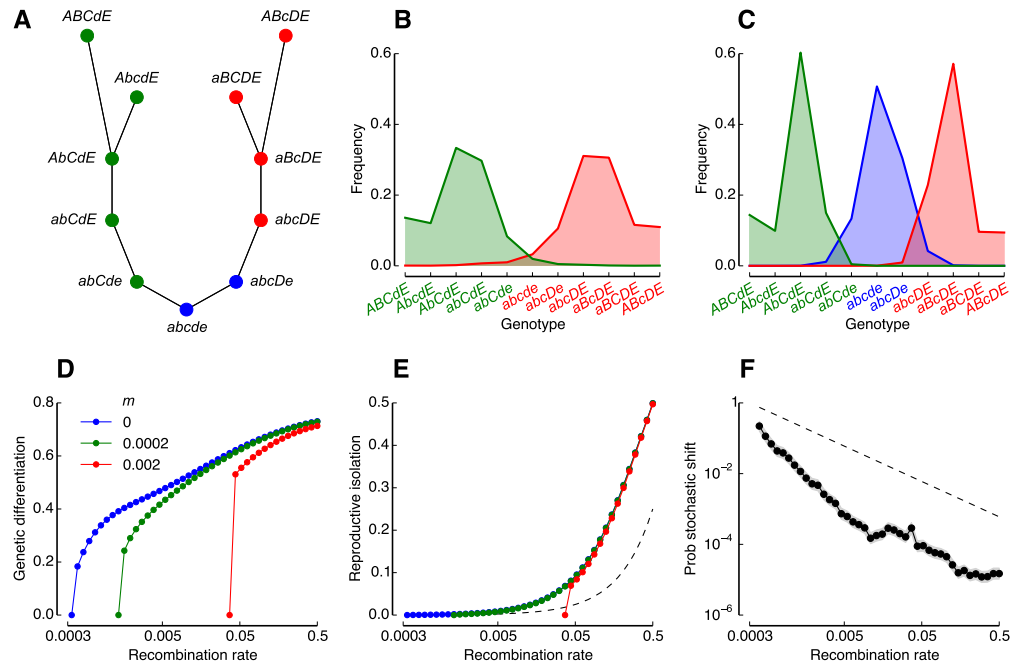 A
ABCdE
ABcDE
AbcdE
aBCDE
AbCdE
aBcDE
abCdE
abcDE
abCde
abcDe
abcde
B
Frequency
0.6
0.4
0.2
0.0
ABCdE
AbcdE
AbCdE
abCdE
abCde
abcde
abcDe
abcDE
aBcDE
aBCDE
ABcDE
Genotype
C
Frequency
0.6
0.4
0.2
0.0
ABCdE
AbcdE
AbCdE
abCdE
abCde
abcde
abcDe
abcDE
aBcDE
aBCDE
ABcDE
Genotype
D
Genetic differentiation
0.8
0.6
0.4
0.2
0.0
m
0
0.0002
0.002
0.0003
0.005
0.05
0.5
Recombination rate
E
Reproductive isolation
0.5
0.4
0.3
0.2
0.1
0.0
0.0003
0.005
0.05
0.5
Recombination rate
F
Prob stochastic shift
1
10⁻²
10⁻⁴
10⁻⁶
0.0003
0.005
0.05
0.5
Recombination rate